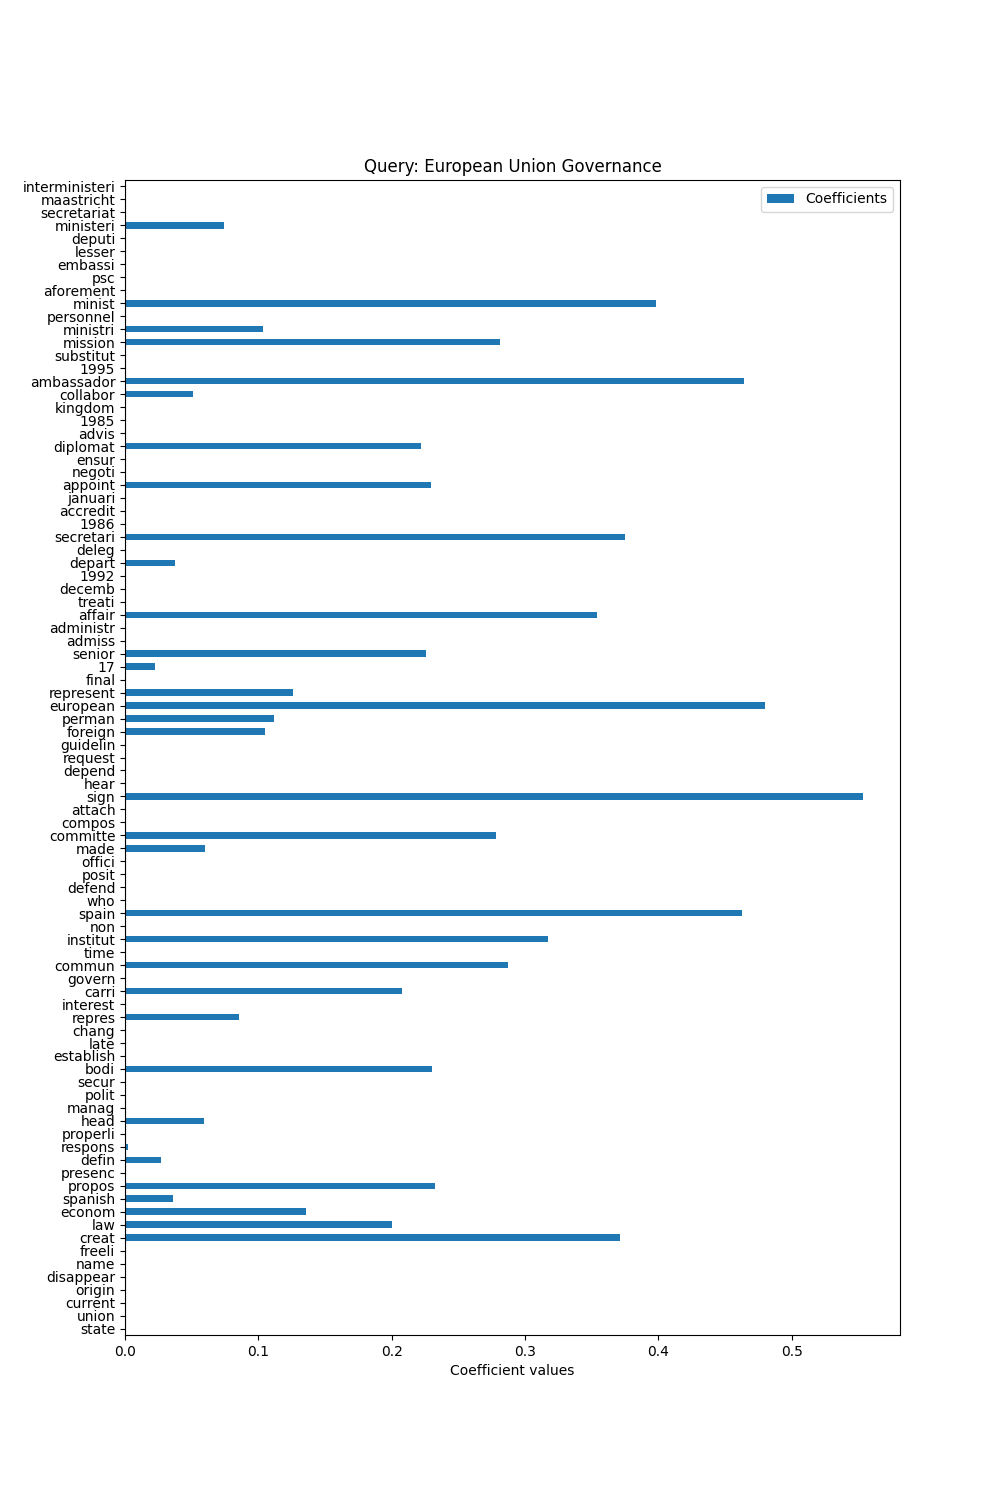 Query: European Union Governance
Coefficients
interministeri
maastricht
secretariat
ministeri
deputi
lesser
embassi
psc
aforement
minist
personnel
ministri
mission
substitut
1995
ambassador
collabor
kingdom
1985
advis
diplomat
ensur
negoti
appoint
januari
accredit
1986
secretari
deleg
depart
1992
decemb
treati
affair
administr
admiss
senior
17
final
represent
european
perman
foreign
guidelin
request
depend
hear
sign
attach
compos
committe
made
offici
posit
defend
who
spain
non
institut
time
commun
govern
carri
interest
repres
chang
late
establish
bodi
secur
polit
manag
head
properli
respons
defin
presenc
propos
spanish
econom
law
creat
freeli
name
disappear
origin
current
union
state
0.0 0.1 0.2 0.3 0.4 0.5
Coefficient values